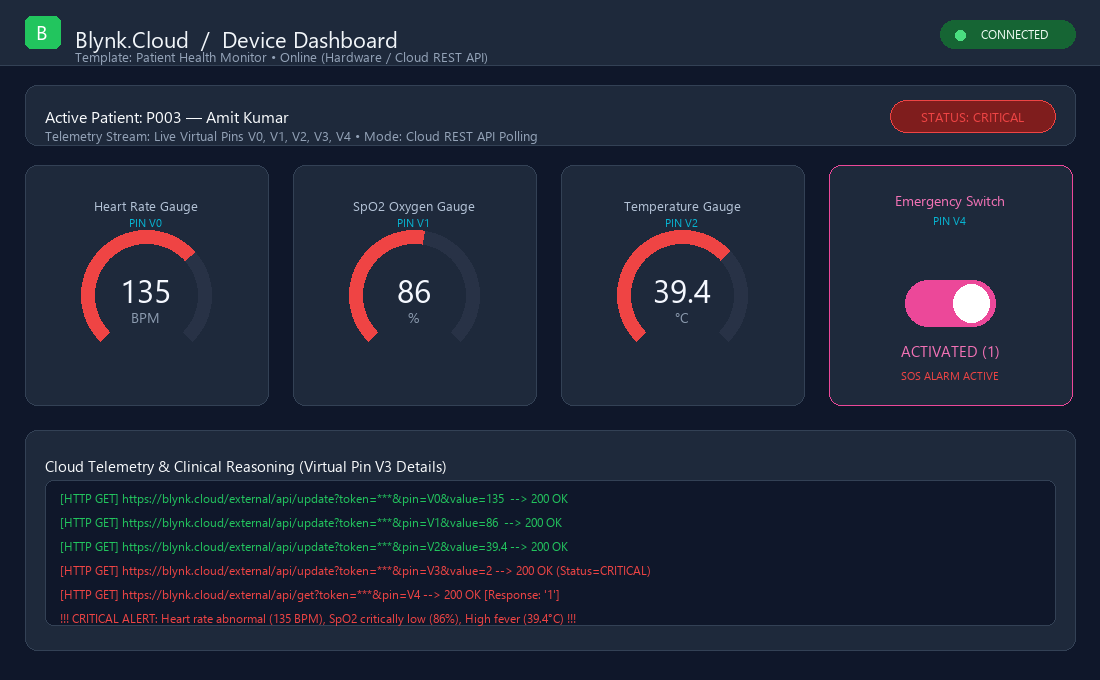 B
Blynk.Cloud / Device Dashboard
Template: Patient Health Monitor • Online (Hardware / Cloud REST API)
CONNECTED
Active Patient: P003 — Amit Kumar
Telemetry Stream: Live Virtual Pins V0, V1, V2, V3, V4 • Mode: Cloud REST API Polling
STATUS: CRITICAL
Heart Rate Gauge
PIN V0
135
BPM
SpO2 Oxygen Gauge
PIN V1
86
%
Temperature Gauge
PIN V2
39.4
°C
Emergency Switch
PIN V4
ACTIVATED (1)
SOS ALARM ACTIVE
Cloud Telemetry & Clinical Reasoning (Virtual Pin V3 Details)
[HTTP GET] https://blynk.cloud/external/api/update?token=***&pin=V0&value=135 --> 200 OK
[HTTP GET] https://blynk.cloud/external/api/update?token=***&pin=V1&value=86 --> 200 OK
[HTTP GET] https://blynk.cloud/external/api/update?token=***&pin=V2&value=39.4 --> 200 OK
[HTTP GET] https://blynk.cloud/external/api/update?token=***&pin=V3&value=2 --> 200 OK (Status=CRITICAL)
[HTTP GET] https://blynk.cloud/external/api/get?token=***&pin=V4 --> 200 OK [Response: '1']
!!! CRITICAL ALERT: Heart rate abnormal (135 BPM), SpO2 critically low (86%), High fever (39.4°C) !!!